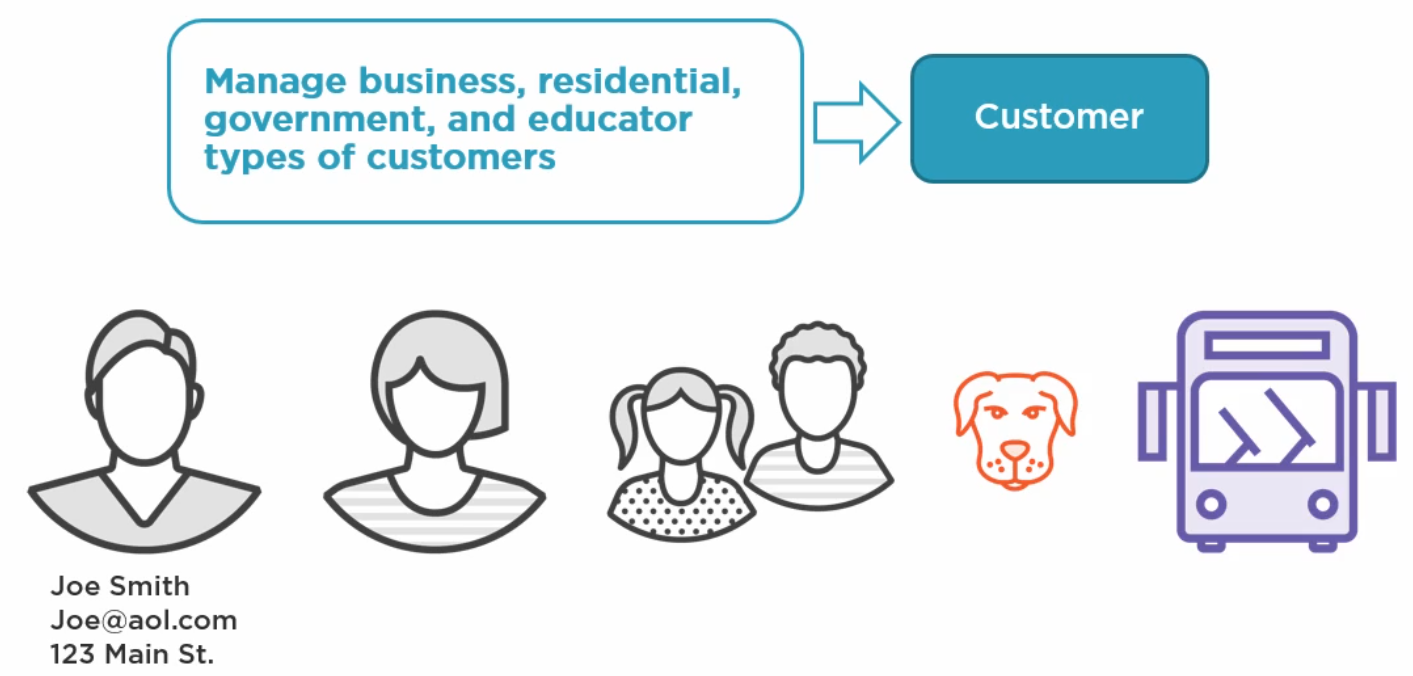 Manage business, residential,
government, and educator
types of customers
Customer
Joe Smith
Joe@aol.com
123 Main St.